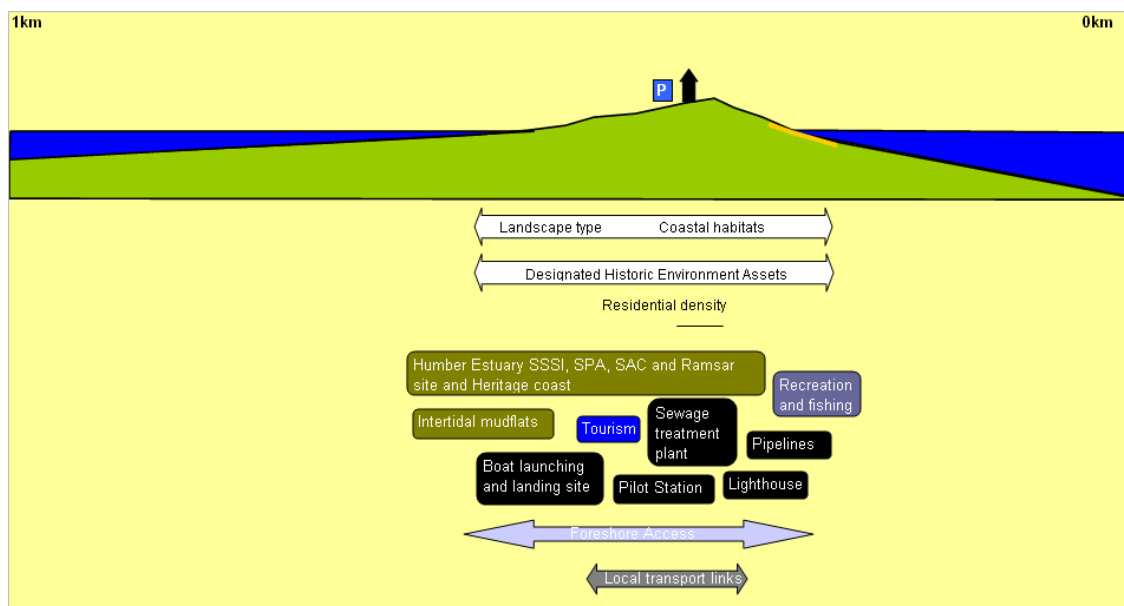 1km
0km
P
Landscape type
Coastal habitats
Designated Historic Environment Assets
Residential density
Humber Estuary SSSI, SPA, SAC and Ramsar
site and Heritage coast
Recreation
and fishing
Intertidal mudflats
Tourism
Sewage
treatment
plant
Pipelines
Boat launching
and landing site
Pilot Station
Lighthouse
Foreshore Access
Local transport links